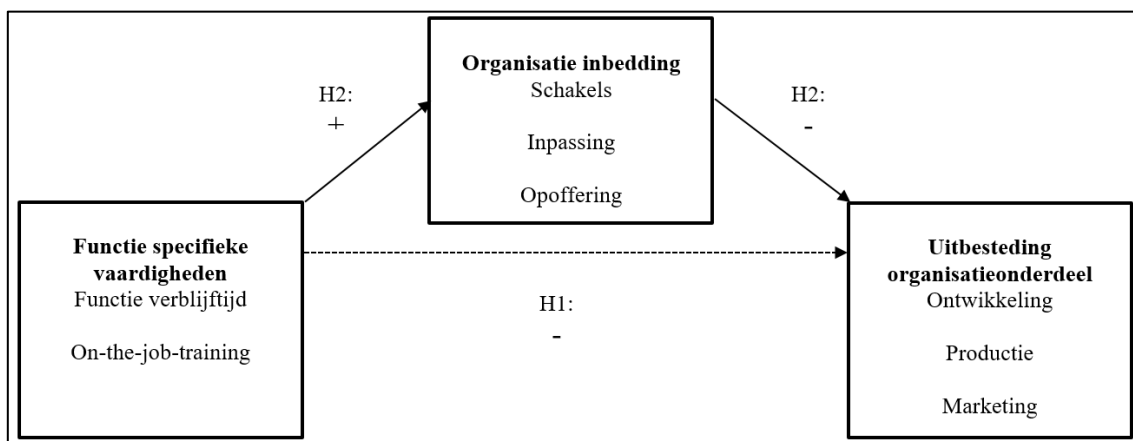 Organisatie inbedding
Schakels
Inpassing
Opoffering
H2:
+
H2:
-
Functie specifieke
vaardigheden
Functie verblijftijd
On-the-job-training
H1:
-
Uitbesteding
organisatieonderdeel
Ontwikkeling
Productie
Marketing